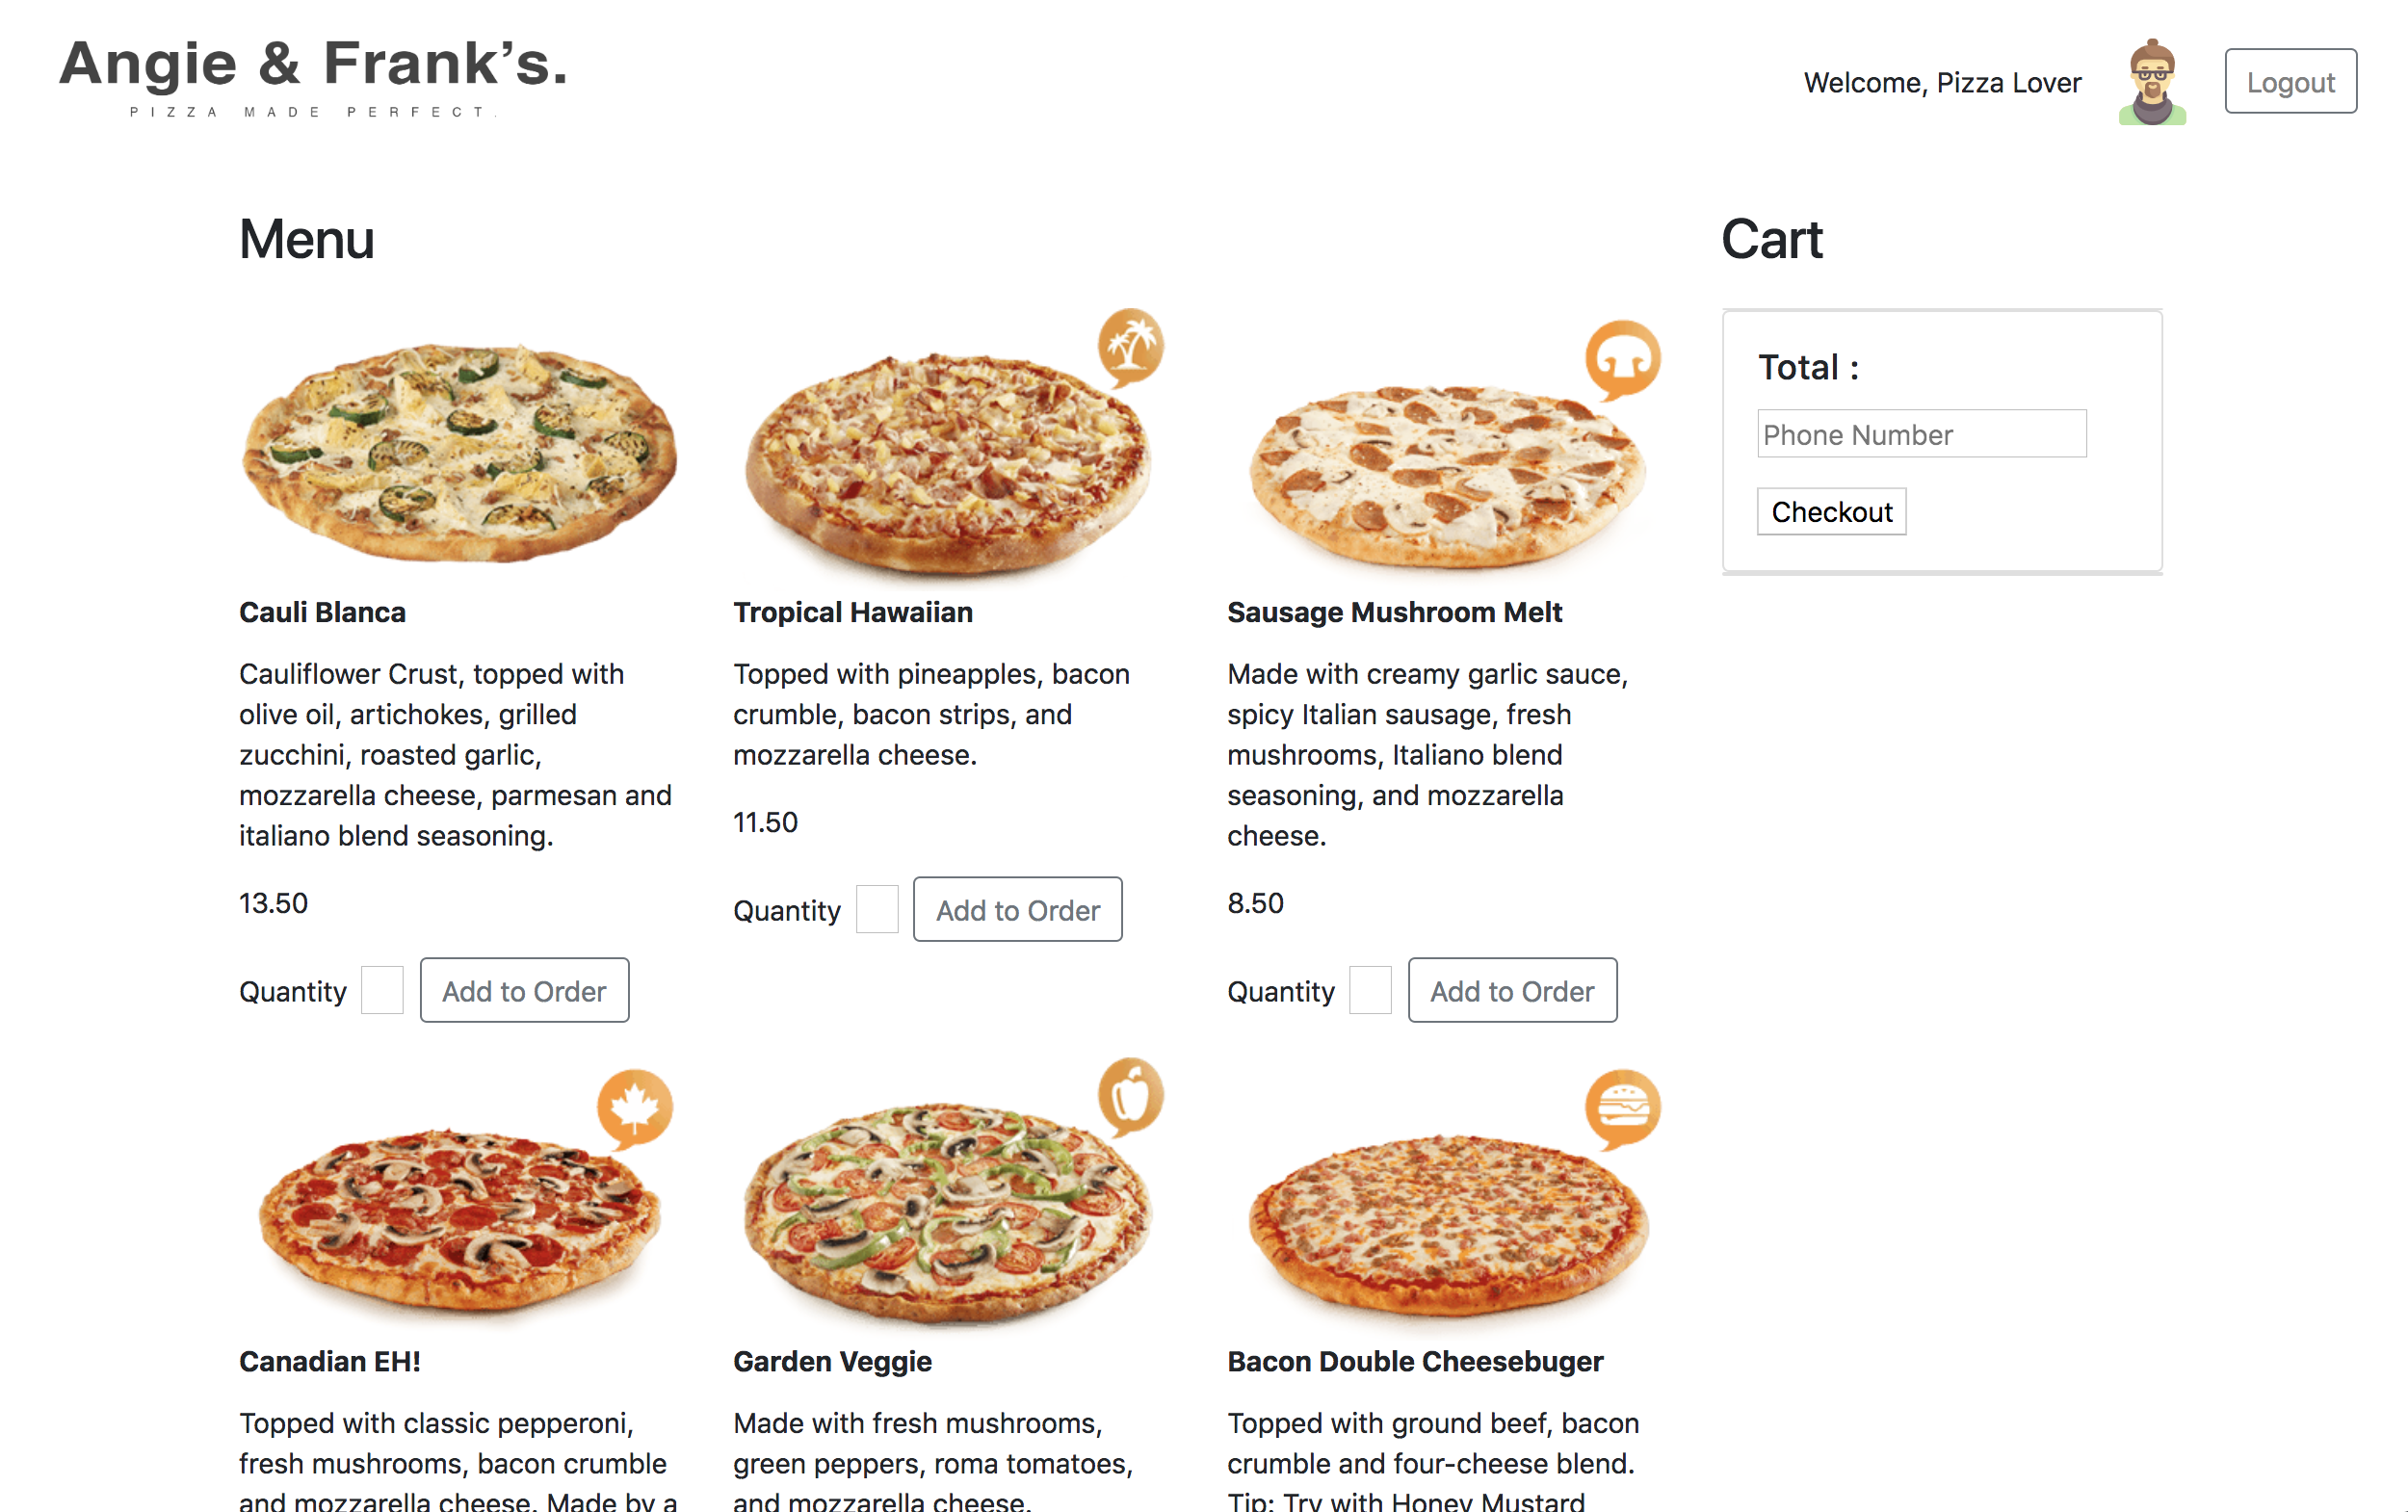 Angie & Frank’s.
PIZZA MADE PERFECT.
Welcome, Pizza Lover
Logout
Menu
Cart
Total :
Phone Number
Checkout
Cauli Blanca
Cauliflower Crust, topped with
olive oil, artichokes, grilled
zucchini, roasted garlic,
mozzarella cheese, parmesan and
italiano blend seasoning.
13.50
Quantity
Add to Order
Tropical Hawaiian
Topped with pineapples, bacon
crumble, bacon strips, and
mozzarella cheese.
11.50
Quantity
Add to Order
Sausage Mushroom Melt
Made with creamy garlic sauce,
spicy Italian sausage, fresh
mushrooms, Italiano blend
seasoning, and mozzarella
cheese.
8.50
Quantity
Add to Order
Canadian EH!
Topped with classic pepperoni,
fresh mushrooms, bacon crumble
and mozzarella cheese. Made by a
Garden Veggie
Made with fresh mushrooms,
green peppers, roma tomatoes,
and mozzarella cheese.
Bacon Double Cheesebuger
Topped with ground beef, bacon
crumble and four-cheese blend.
Tip: Try with Honey Mustard